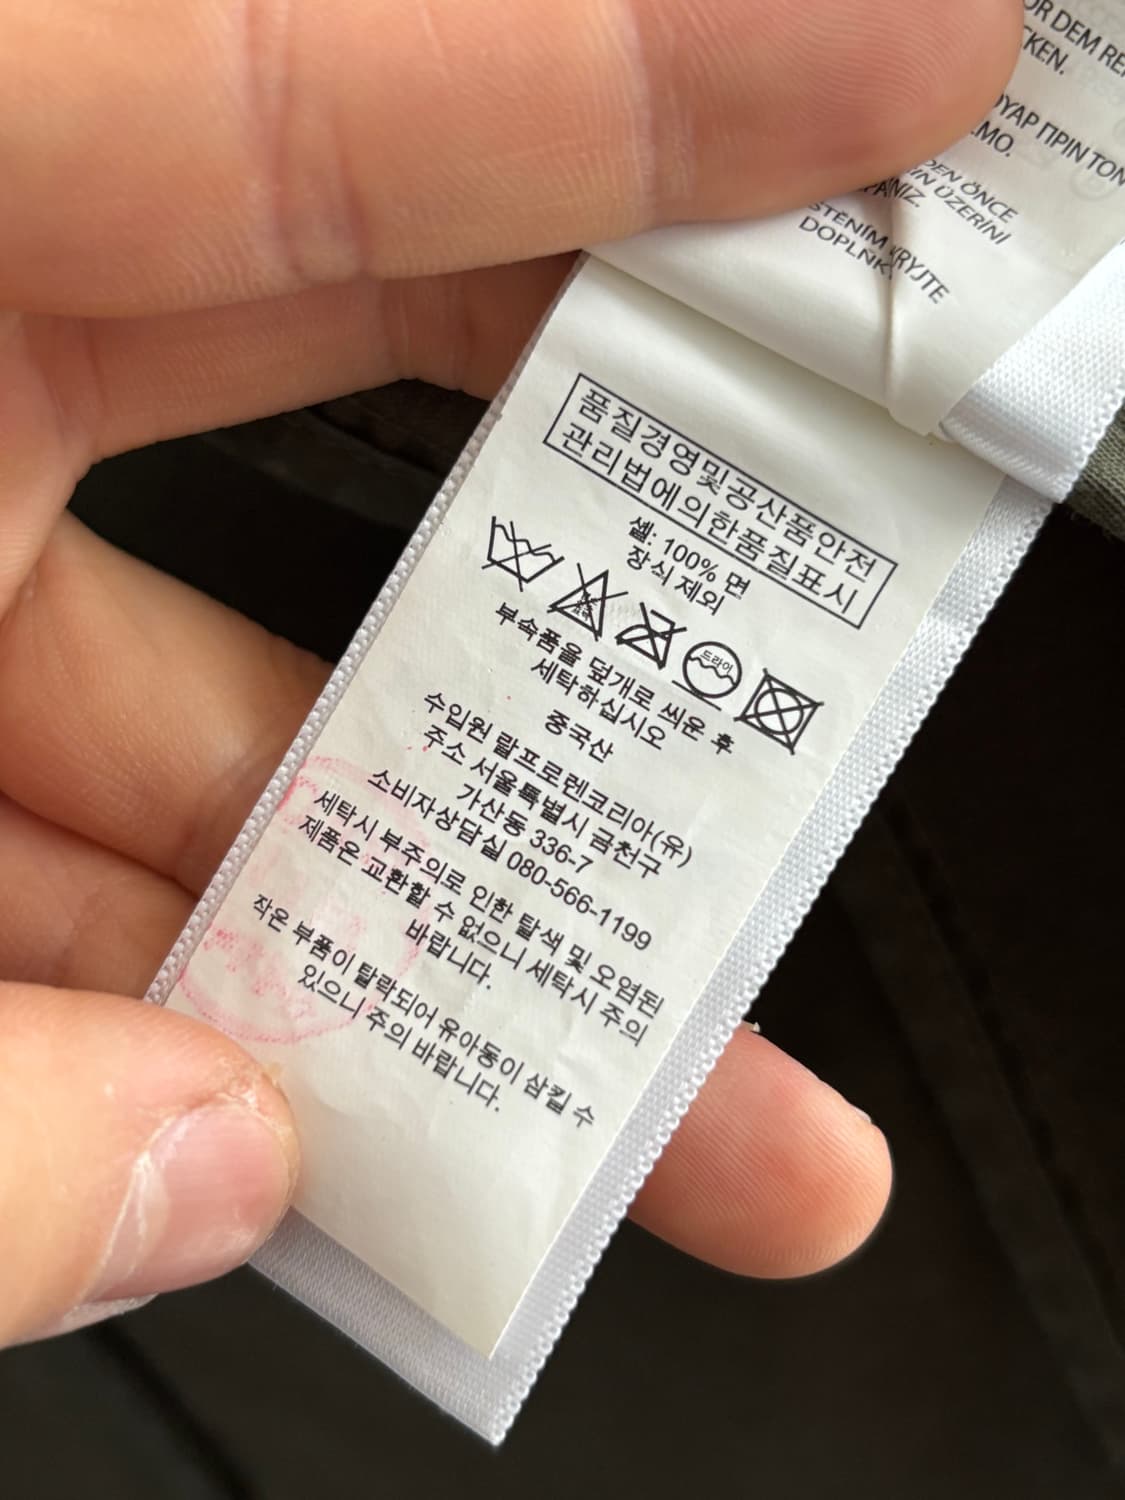 OR DEM RE
CKEN.
ΠΡΙΝ ΤΟΝ
LMO.
DEN ÖNCE
ÜZERİNİ
DOPLŇK
품질경영및공산품안전
관리법에의한품질표시
셸: 100% 면
장식 제외
드라이
부속품을 덮개로 씌운 후
세탁하십시오
중국산
수입원 랄프로렌코리아(유)
주소 서울특별시 금천구
가산동 336-7
소비자상담실 080-566-1199
세탁시 부주의로 인한 탈색 및 오염된
제품은 교환할 수 없으니 세탁시 주의
바랍니다.
작은 부품이 탈락되어 유아동이 삼킬 수
있으니 주의 바랍니다.